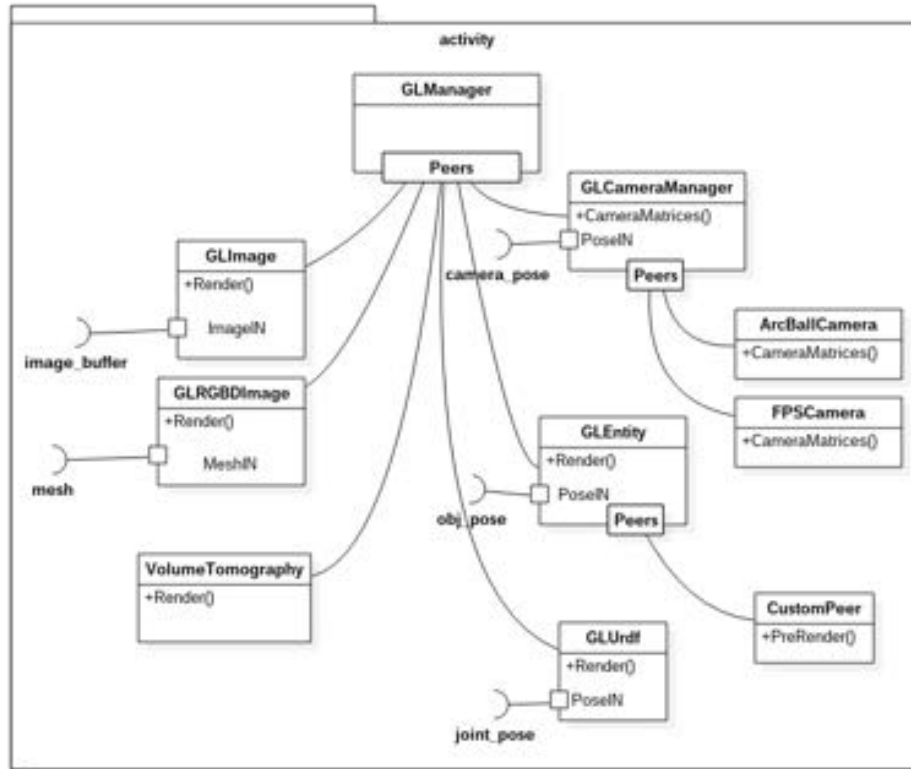 activity
GLManager
Peers
GLCameraManager
+CameraMatrices()
PoseIN
camera_pose
Peers
GLImage
+Render()
ImageIN
image_buffer
ArcBallCamera
+CameraMatrices()
GLRGBDImage
+Render()
MeshIN
mesh
FPSCamera
+CameraMatrices()
GLEntity
+Render()
PoseIN
obj_pose
Peers
VolumeTomography
+Render()
CustomPeer
+PreRender()
GLUrdf
+Render()
PoseIN
joint_pose